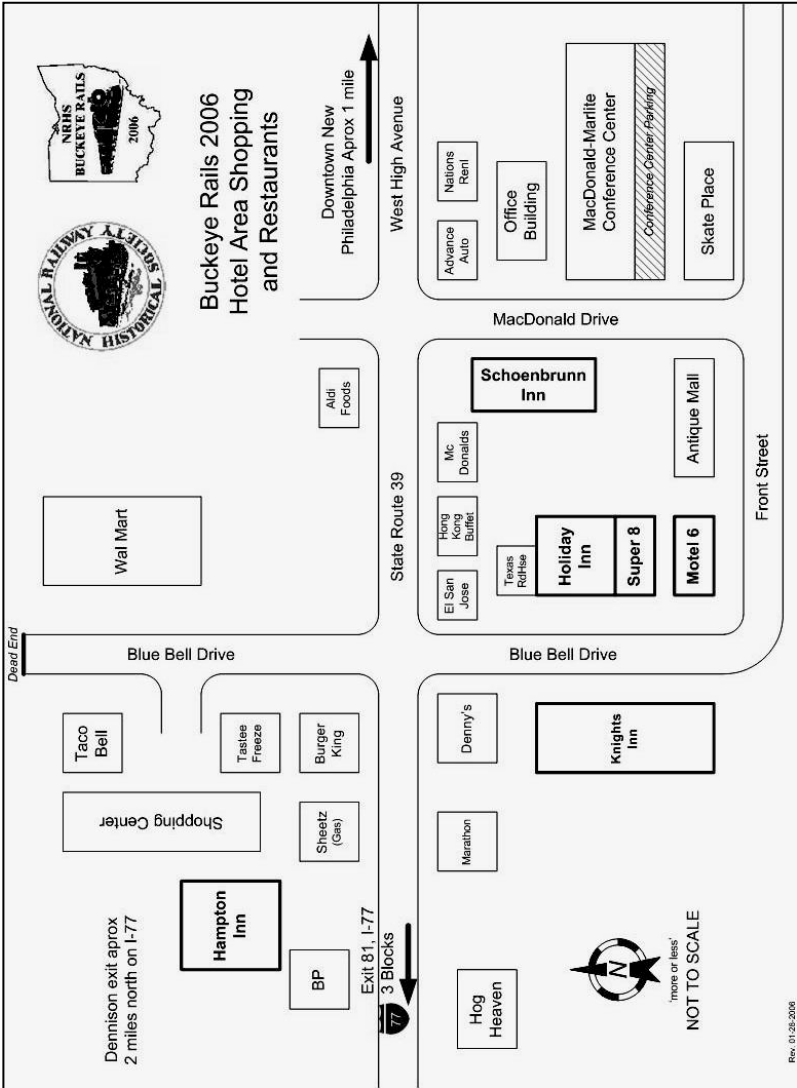 NRHS
BUCKEYE RAILS
2006
NATIONAL RAILWAY
HISTORICAL SOCIETY
Buckeye Rails 2006
Hotel Area Shopping
and Restaurants
Downtown New
Philadelphia Aprox 1 mile
West High Avenue
Nations
Renl
Advance
Auto
Office
Building
MacDonald-Marlite
Conference Center
Conference Center Parking
Skate Place
MacDonald Drive
Aldi
Foods
Wal Mart
State Route 39
Schoenbrunn
Inn
Mc
Donalds
Hong
Kong
Buffet
El San
Jose
Texas
RdHse
Holiday
Inn
Super 8
Motel 6
Antique Mall
Front Street
Dead End
Blue Bell Drive
Blue Bell Drive
Taco
Bell
Tastee
Freeze
Burger
King
Shopping Center
Sheetz
(Gas)
Denny's
Knights
Inn
Marathon
Hampton
Inn
BP
Dennison exit aprox
2 miles north on I-77
Exit 81, I-77
3 Blocks
77
Hog
Heaven
N
'more or less'
NOT TO SCALE
Rev. 01-26-2006